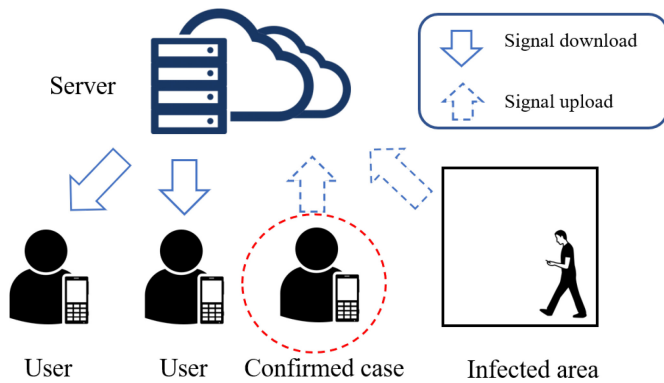 Signal download
Server
Signal upload
User
User
Confirmed case
Infected area